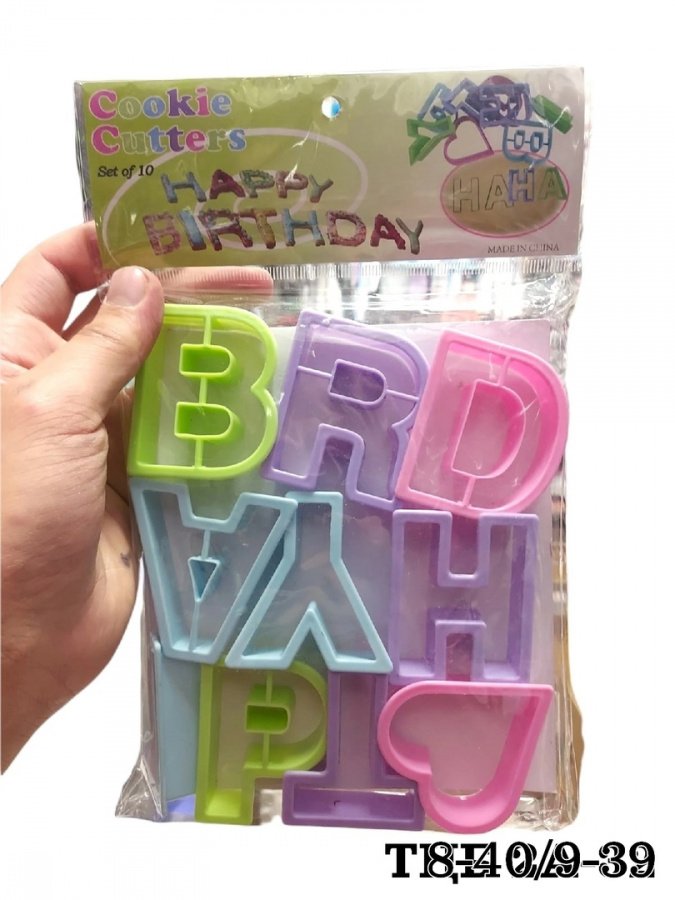 Cookie
Cutters
Set of 10
HAPPY
BIRTHDAY
HAHA
MADE IN CHINA
B R D
A Y H
P I